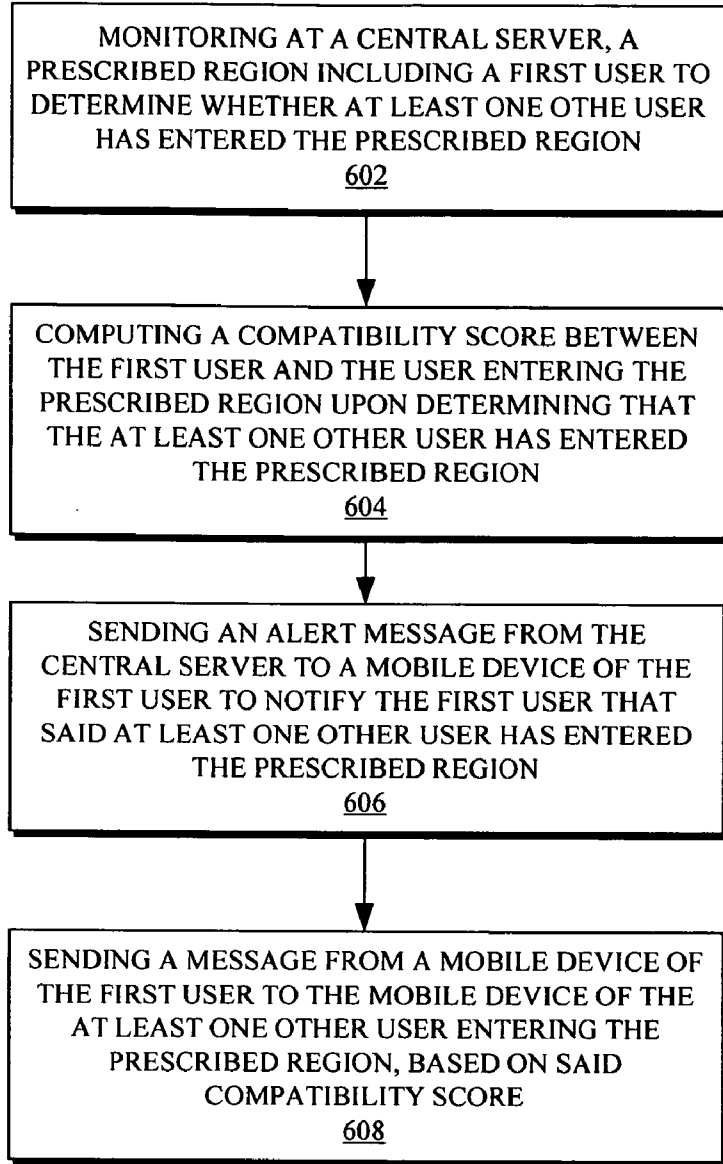 MONITORING AT A CENTRAL SERVER, A
PRESCRIBED REGION INCLUDING A FIRST USER TO
DETERMINE WHETHER AT LEAST ONE OTHE USER
HAS ENTERED THE PRESCRIBED REGION
602
COMPUTING A COMPATIBILITY SCORE BETWEEN
THE FIRST USER AND THE USER ENTERING THE
PRESCRIBED REGION UPON DETERMINING THAT
THE AT LEAST ONE OTHER USER HAS ENTERED
THE PRESCRIBED REGION
604
SENDING AN ALERT MESSAGE FROM THE
CENTRAL SERVER TO A MOBILE DEVICE OF THE
FIRST USER TO NOTIFY THE FIRST USER THAT
SAID AT LEAST ONE OTHER USER HAS ENTERED
THE PRESCRIBED REGION
606
SENDING A MESSAGE FROM A MOBILE DEVICE OF
THE FIRST USER TO THE MOBILE DEVICE OF THE
AT LEAST ONE OTHER USER ENTERING THE
PRESCRIBED REGION, BASED ON SAID
COMPATIBILITY SCORE
608